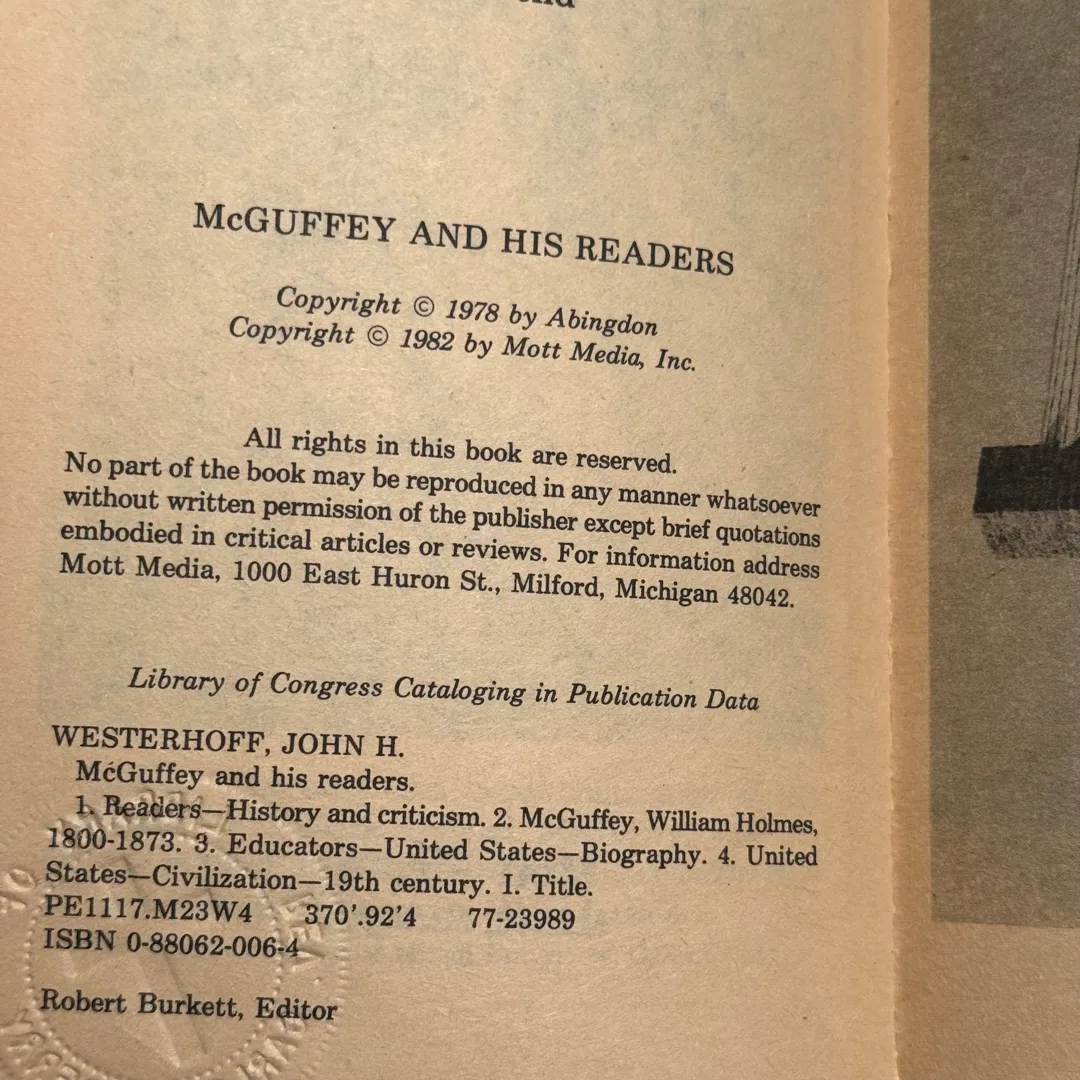 McGUFFEY AND HIS READERS
Copyright © 1978 by Abingdon
Copyright © 1982 by Mott Media, Inc.
All rights in this book are reserved.
No part of the book may be reproduced in any manner whatsoever
without written permission of the publisher except brief quotations
embodied in critical articles or reviews. For information address
Mott Media, 1000 East Huron St., Milford, Michigan 48042.
Library of Congress Cataloging in Publication Data
WESTERHOFF, JOHN H.
McGuffey and his readers.
1. Readers—History and criticism. 2. McGuffey, William Holmes,
1800-1873. 3. Educators—United States—Biography. 4. United
States—Civilization—19th century. I. Title.
PE1117.M23W4 370'.92'4 77-23989
ISBN 0-88062-006-4
Robert Burkett, Editor